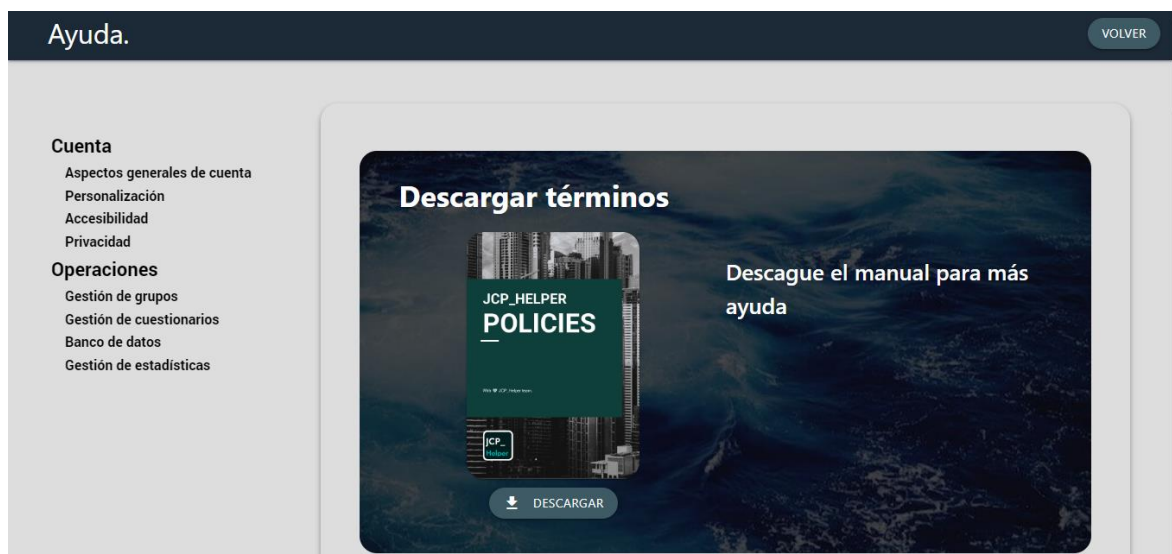 Ayuda.
VOLVER
Cuenta
Aspectos generales de cuenta
Personalización
Accesibilidad
Privacidad
Operaciones
Gestión de grupos
Gestión de cuestionarios
Banco de datos
Gestión de estadísticas
Descargar términos
JCP_HELPER
POLICIES
JCP_
Helper
DESCARGAR
Descague el manual para más
ayuda